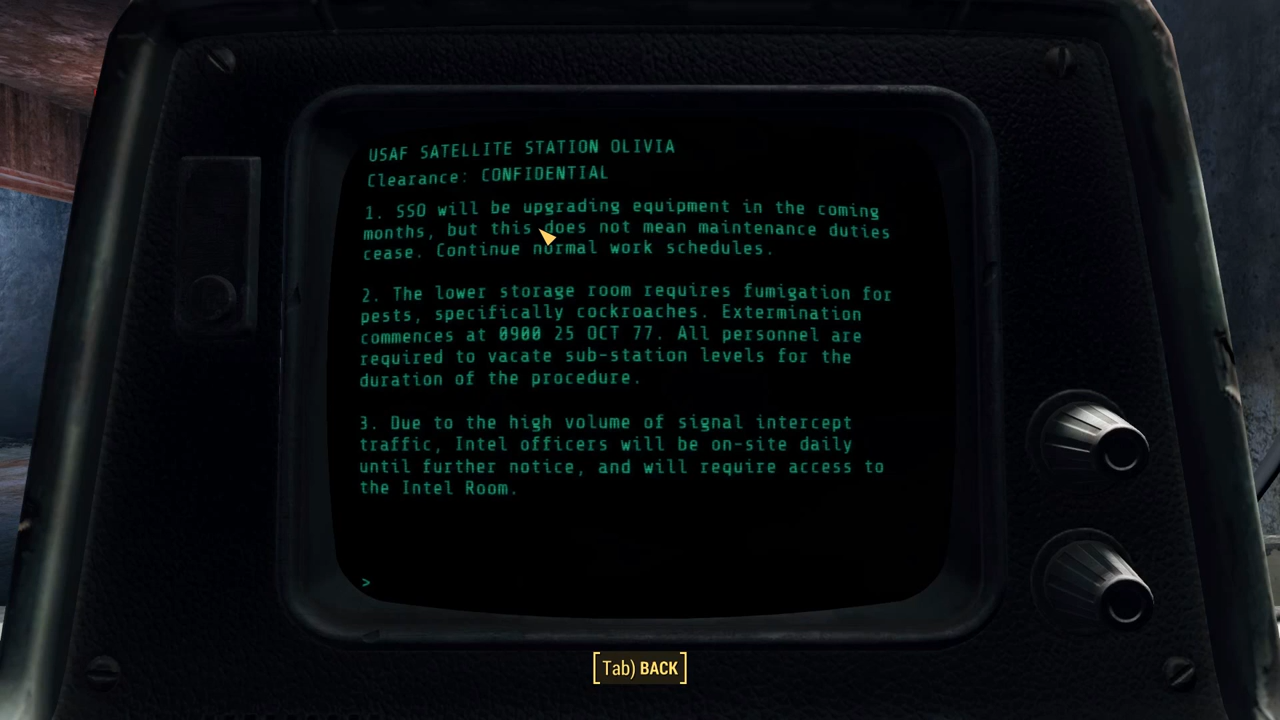 USAF SATELLITE STATION OLIVIA
Clearance: CONFIDENTIAL
1. SSO will be upgrading equipment in the coming
months, but this does not mean maintenance duties
cease. Continue normal work schedules.
2. The lower storage room requires fumigation for
pests, specifically cockroaches. Extermination
commences at 0900 25 OCT 77. All personnel are
required to vacate sub-station levels for the
duration of the procedure.
3. Due to the high volume of signal intercept
traffic, Intel officers will be on-site daily
until further notice, and will require access to
the Intel Room.
>
Tab) BACK